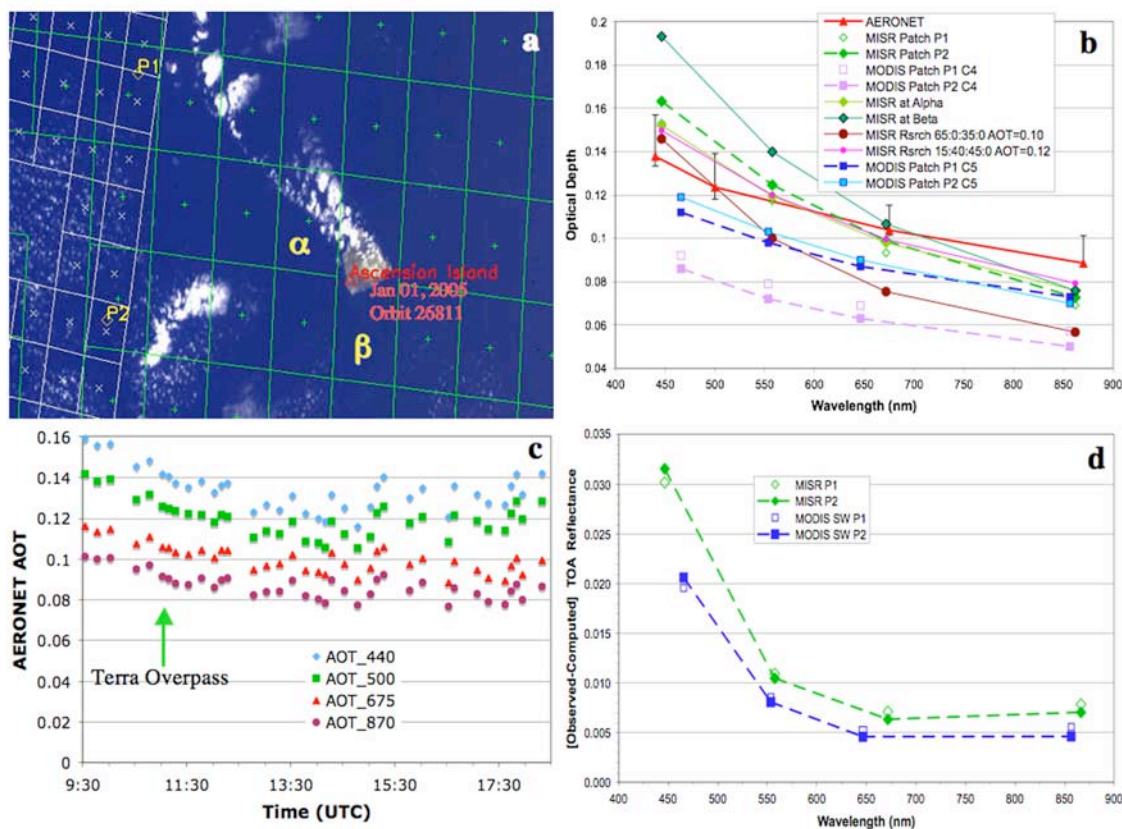 a
P1
α
Ascension Island
Jan 01, 2005
Orbit 26811
P2
β
b
0.2
0.18
0.16
0.14
0.12
0.1
0.08
0.06
0.04
Optical Depth
AERONET
MISR Patch P1
MISR Patch P2
MODIS Patch P1 C4
MODIS Patch P2 C4
MISR at Alpha
MISR at Beta
MISR Rsrch 65:0:35:0 AOT=0.10
MISR Rsrch 15:40:45:0 AOT=0.12
MODIS Patch P1 C5
MODIS Patch P2 C5
400 450 500 550 600 650 700 750 800 850 900
Wavelength (nm)
c
0.16
0.14
0.12
0.1
0.08
0.06
0.04
0.02
0
AERONET AOT
Terra Overpass
AOT_440
AOT_500
AOT_675
AOT_870
9:30 11:30 13:30 15:30 17:30
Time (UTC)
d
0.035
0.030
0.025
0.020
0.015
0.010
0.005
0.000
[Observed-Computed] TOA Reflectance
MISR P1
MISR P2
MODIS SW P1
MODIS SW P2
400 450 500 550 600 650 700 750 800 850 900
Wavelength (nm)